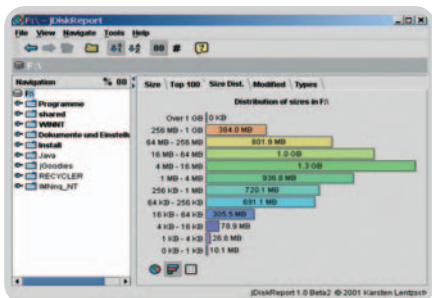 F:\ - jDiskReport
File View Navigate Tools Help
F:\
Navigation % 00
Size Top 100 Size Dist. Modified Types
F:\
Programme
shared
WINNT
Dokumente und Einstell
Install
Java
jGoodies
RECYCLER
Distribution of sizes in F:\
Over 1 GB 0 KB
256 MB - 1 GB 384.0 MB
64 MB - 256 MB 801.9 MB
16 MB - 64 MB 1.0 GB
4 MB - 16 MB 1.3 GB
1 MB - 4 MB 936.8 MB
256 KB - 1 MB 720.1 MB
64 KB - 256 KB 691.1 MB
16 KB - 64 KB 305.5 MB
4 KB - 16 KB 78.9 MB
1 KB - 4 KB 26.8 MB
0 KB - 1 KB 10.1 MB
jDiskReport 1.0 Beta2 © 2001 Karsten Lentzsch